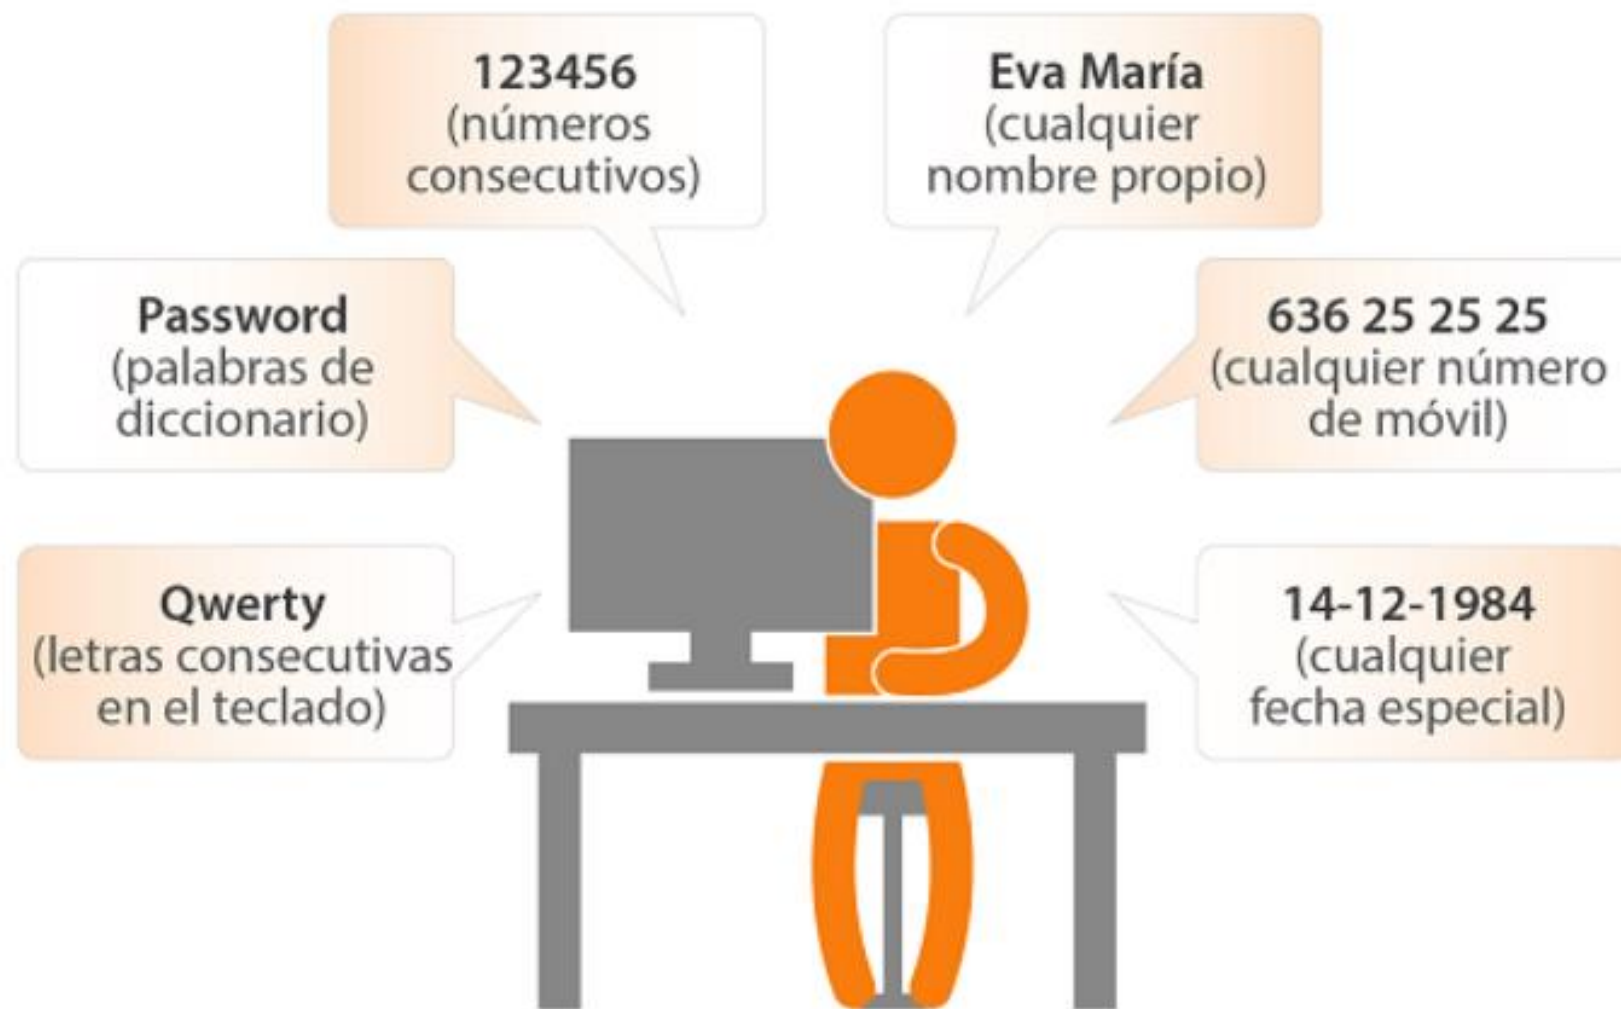 123456
(números
consecutivos)
Eva María
(cualquier
nombre propio)
Password
(palabras de
diccionario)
636 25 25 25
(cualquier número
de móvil)
Qwerty
(letras consecutivas
en el teclado)
14-12-1984
(cualquier
fecha especial)